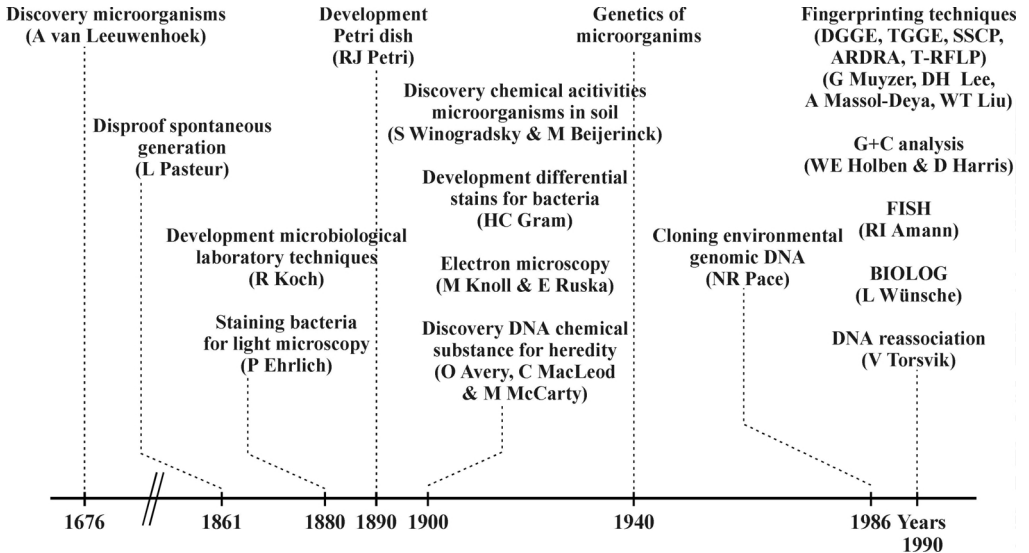 Discovery microorganisms
(A van Leeuwenhoek)
Disproof spontaneous
generation
(L Pasteur)
Development microbiological
laboratory techniques
(R Koch)
Staining bacteria
for light microscopy
(P Ehrlich)
Development
Petri dish
(RJ Petri)
Discovery chemical acitivities
microorganisms in soil
(S Winogradsky & M Beijerinck)
Development differential
stains for bacteria
(HC Gram)
Electron microscopy
(M Knoll & E Ruska)
Discovery DNA chemical
substance for heredity
(O Avery, C MacLeod
& M McCarty)
Genetics of
microorganims
Cloning environmental
genomic DNA
(NR Pace)
Fingerprinting techniques
(DGGE, TGGE, SSCP,
ARDRA, T-RFLP)
(G Muyzer, DH Lee,
A Massol-Deya, WT Liu)
G+C analysis
(WE Holben & D Harris)
FISH
(RI Amann)
BIOLOG
(L Wünsche)
DNA reassociation
(V Torsvik)
1676 1861 1880 1890 1900 1940 1986 Years
1990